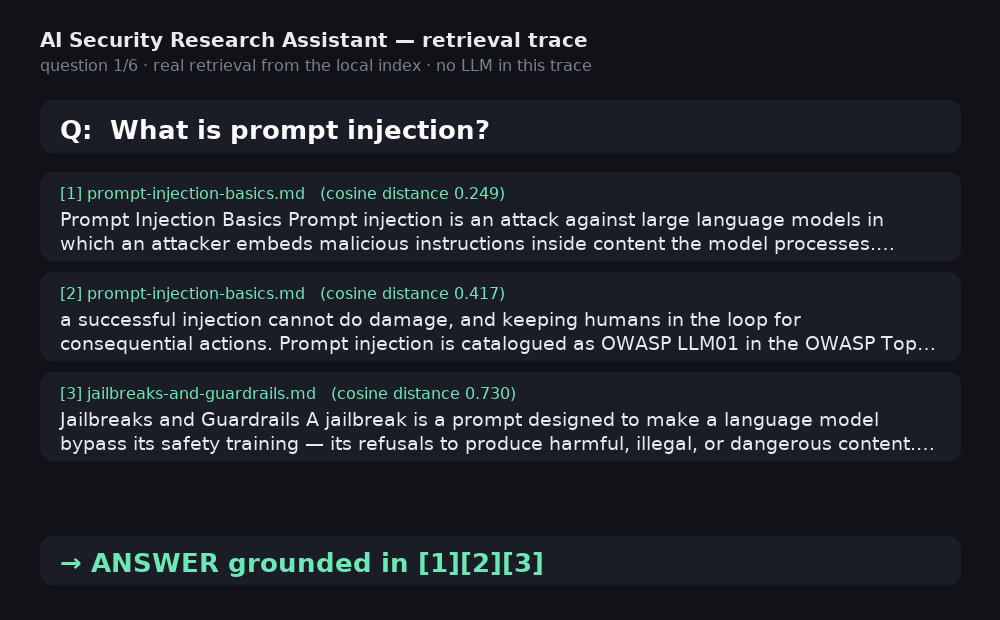 AI Security Research Assistant — retrieval trace
question 1/6 · real retrieval from the local index · no LLM in this trace
Q: What is prompt injection?
[1] prompt-injection-basics.md (cosine distance 0.249)
Prompt Injection Basics Prompt injection is an attack against large language models in
which an attacker embeds malicious instructions inside content the model processes....
[2] prompt-injection-basics.md (cosine distance 0.417)
a successful injection cannot do damage, and keeping humans in the loop for
consequential actions. Prompt injection is catalogued as OWASP LLM01 in the OWASP Top...
[3] jailbreaks-and-guardrails.md (cosine distance 0.730)
Jailbreaks and Guardrails A jailbreak is a prompt designed to make a language model
bypass its safety training — its refusals to produce harmful, illegal, or dangerous content....
→ ANSWER grounded in [1][2][3]